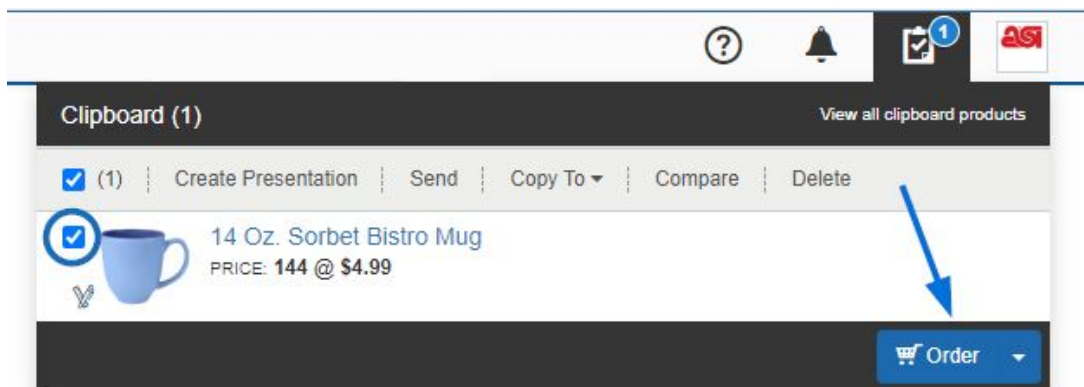 1
asi
Clipboard (1)
View all clipboard products
(1)
Create Presentation
Send
Copy To
Compare
Delete
14 Oz. Sorbet Bistro Mug
PRICE: 144 @ $4.99
Order